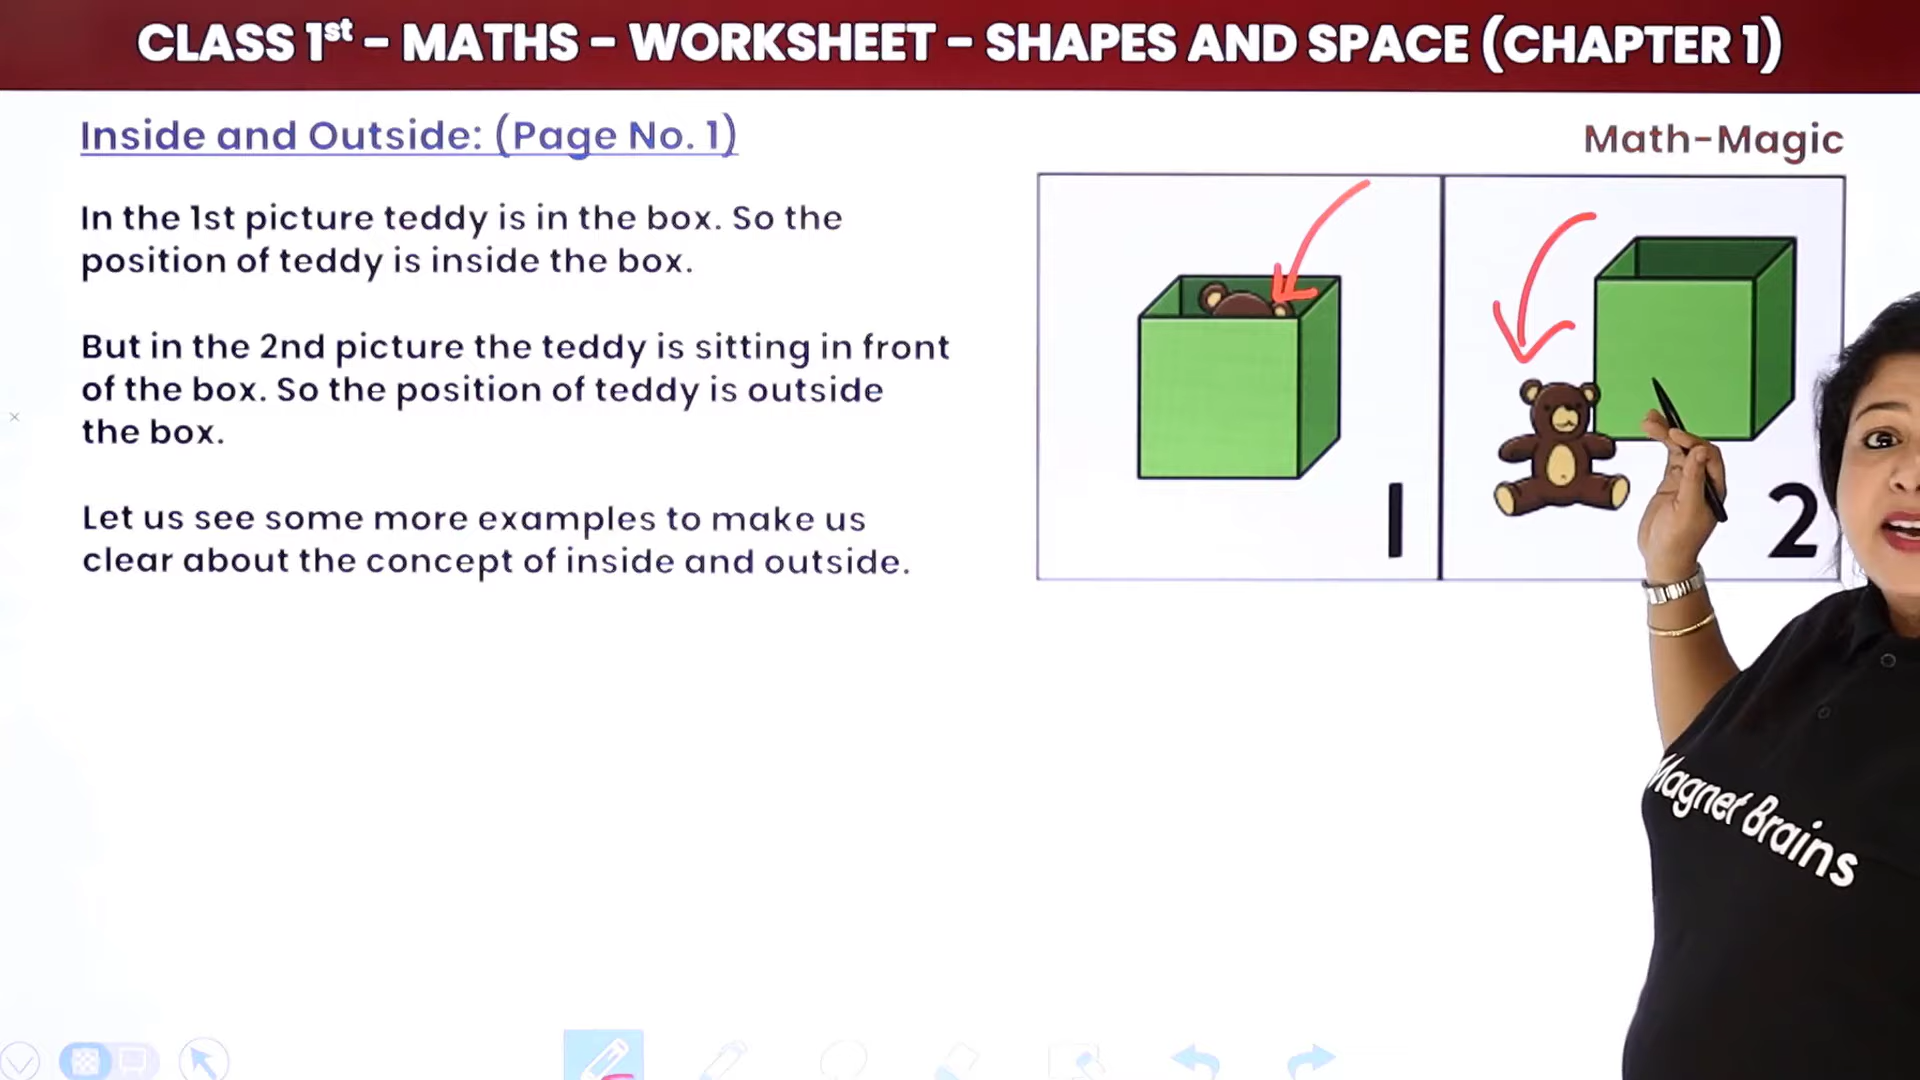 CLASS 1st - MATHS - WORKSHEET - SHAPES AND SPACE (CHAPTER 1)
Inside and Outside: (Page No. 1)
Math-Magic
In the 1st picture teddy is in the box. So the
position of teddy is inside the box.
But in the 2nd picture the teddy is sitting in front
of the box. So the position of teddy is outside
the box.
Let us see some more examples to make us
clear about the concept of inside and outside.
1
2
Magnet Brains